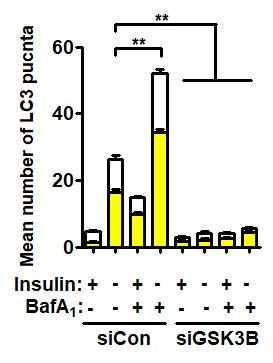 **
**
Mean number of LC3 pucnta
60
40
20
0
Insulin: + - + - + - + -
BafA1: - - + + - - + +
siCon siGSK3B